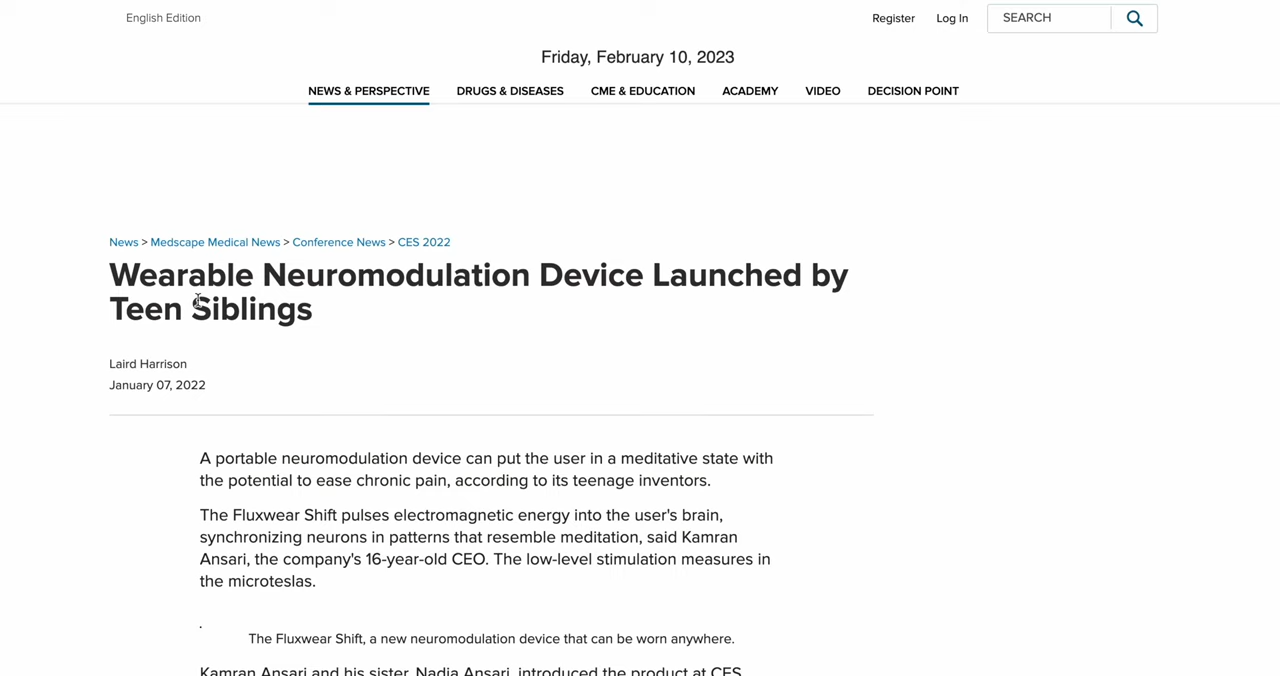 English Edition
Register Log In SEARCH
Friday, February 10, 2023
NEWS & PERSPECTIVE DRUGS & DISEASES CME & EDUCATION ACADEMY VIDEO DECISION POINT
News > Medscape Medical News > Conference News > CES 2022
Wearable Neuromodulation Device Launched by
Teen Siblings
Laird Harrison
January 07, 2022
A portable neuromodulation device can put the user in a meditative state with
the potential to ease chronic pain, according to its teenage inventors.
The Fluxwear Shift pulses electromagnetic energy into the user's brain,
synchronizing neurons in patterns that resemble meditation, said Kamran
Ansari, the company's 16-year-old CEO. The low-level stimulation measures in
the microteslas.
.
The Fluxwear Shift, a new neuromodulation device that can be worn anywhere.
Kamran Ansari and his sister, Nadia Ansari, introduced the product at CES